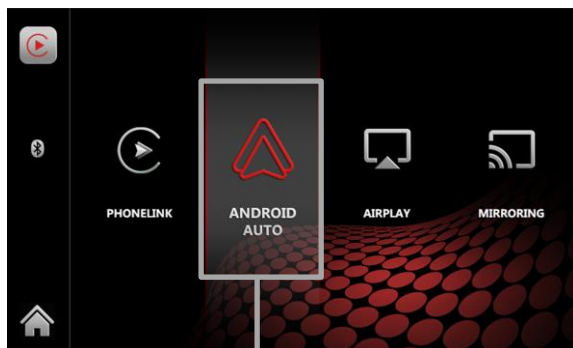 PHONELINK
ANDROID
AUTO
AIRPLAY
MIRRORING